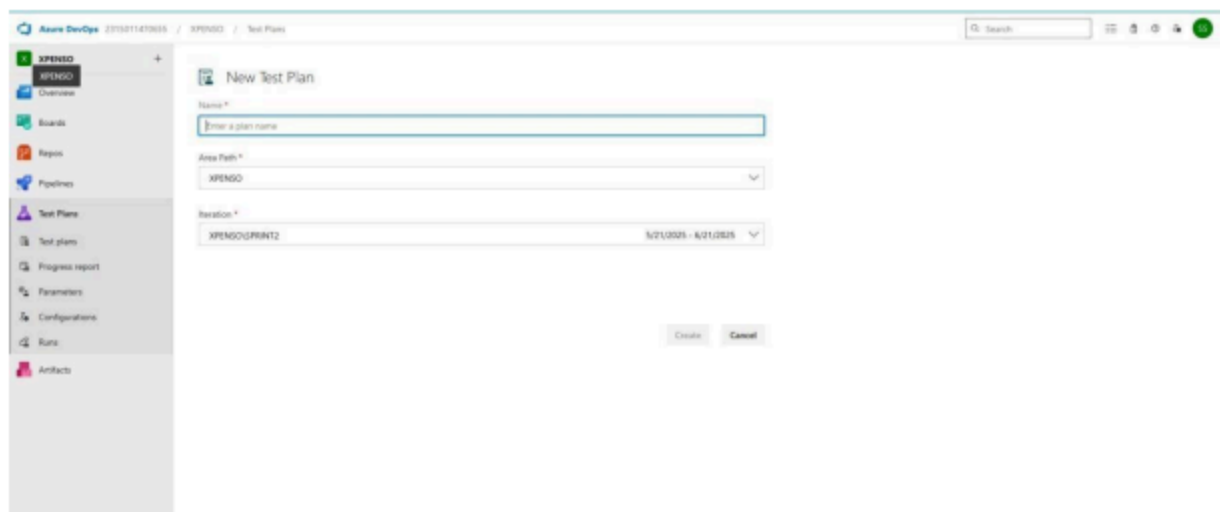 Azure DevOps 2315011470035 / XPENSO / Test Plans Search SS
X XPENSO +
XPENSO
Overview
Boards
Repos
Pipelines
Test Plans
Test plans
Progress report
Parameters
Configurations
Runs
Artifacts
New Test Plan
Name *
Enter a plan name
Area Path *
XPENSO
Iteration *
XPENSO\SPRINT2 5/21/2025 - 6/21/2025
Create Cancel